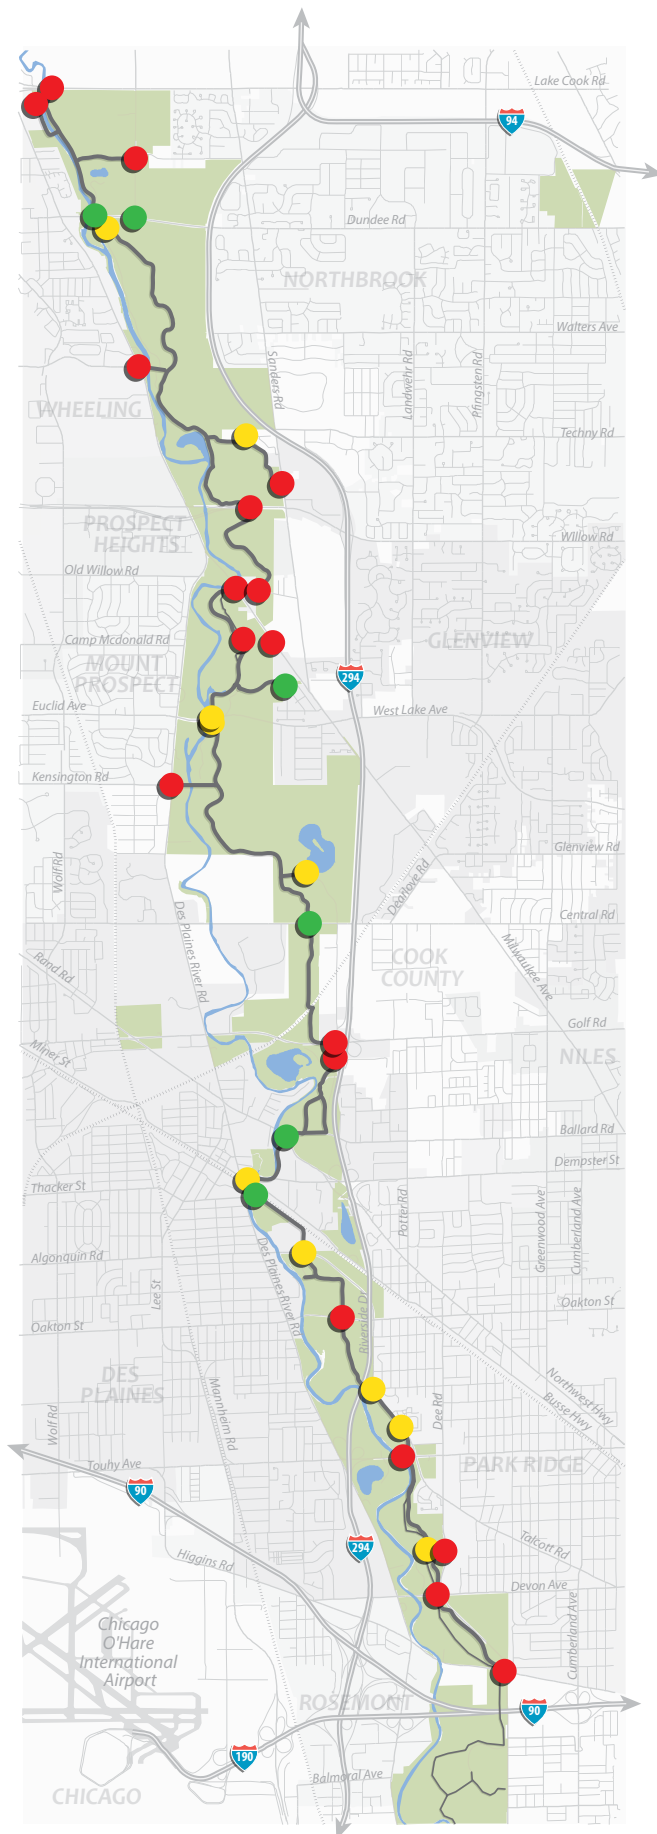 Lake Cook Rd
94
Dundee Rd
NORTHBROOK
Walters Ave
Sanders Rd
Landwehr Rd
Pfingsten Rd
WHEELING
Techny Rd
PROSPECT
HEIGHTS
Willow Rd
Old Willow Rd
Camp Mcdonald Rd
GLENVIEW
MOUNT
PROSPECT
294
Euclid Ave
West Lake Ave
Kensington Rd
Glenview Rd
Wolf Rd
Dearlove Rd
Des Plaines River Rd
Central Rd
Milwaukee Ave
Rand Rd
COOK
COUNTY
Golf Rd
Miner St
NILES
Ballard Rd
Dempster St
Thacker St
Potter Rd
Greenwood Ave
Cumberland Ave
Algonquin Rd
Des Plaines River Rd
Lee St
Riverside Dr
Oakton St
Oakton St
DES
PLAINES
Mannheim Rd
Dee Rd
Northwest Hwy
Busse Hwy
Wolf Rd
Touhy Ave
PARK RIDGE
90
Talcott Rd
294
Higgins Rd
Devon Ave
Cumberland Ave
Chicago
O'Hare
International
Airport
ROSEMONT
90
190
Balmoral Ave
CHICAGO